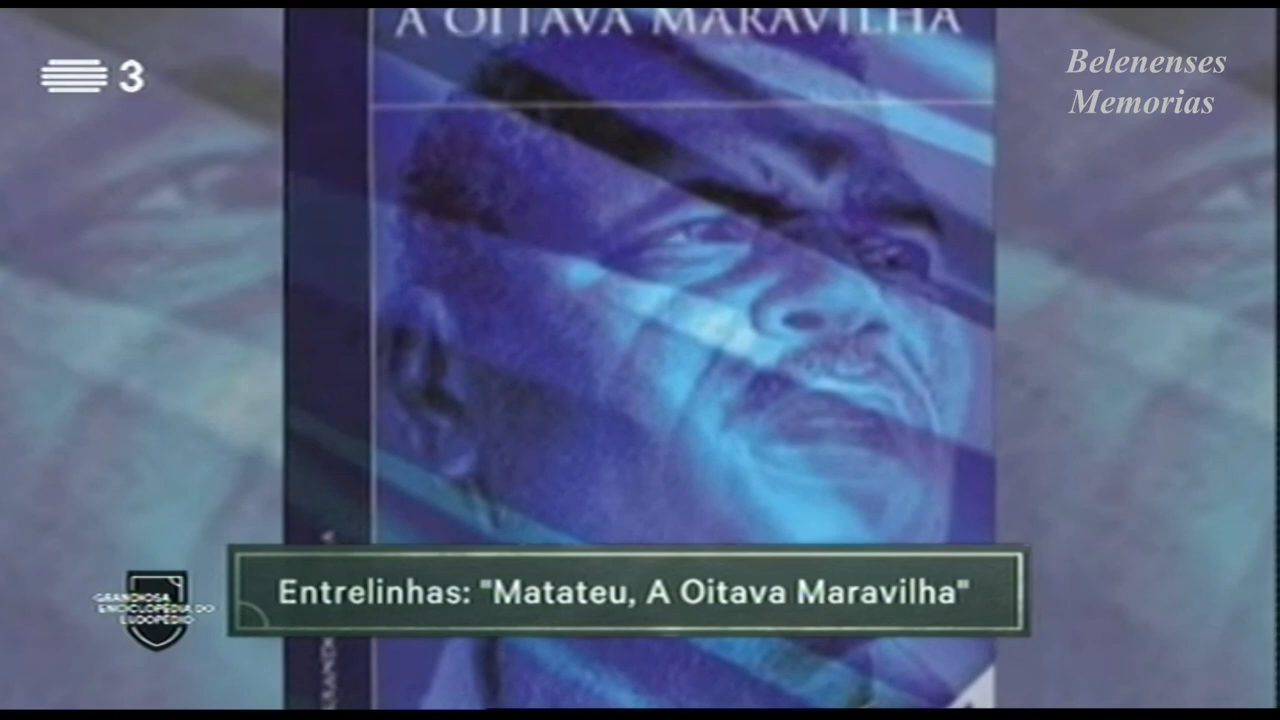 A OITAVA MARAVILHA
3
Belenenses
Memorias
Entrelinhas: "Matateu, A Oitava Maravilha"
GRANDIOSA
ENCICLOPÉDIA DO
LUDOPÉDIO